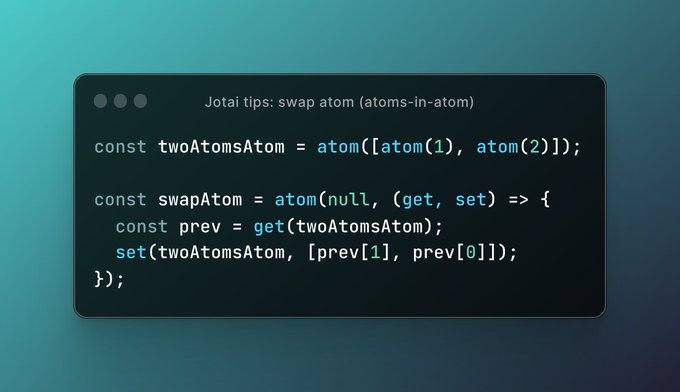 Jotai tips: swap atom (atoms-in-atom)
const twoAtomsAtom = atom([atom(1), atom(2)]);
const swapAtom = atom(null, (get, set) => {
  const prev = get(twoAtomsAtom);
  set(twoAtomsAtom, [prev[1], prev[0]]);
});